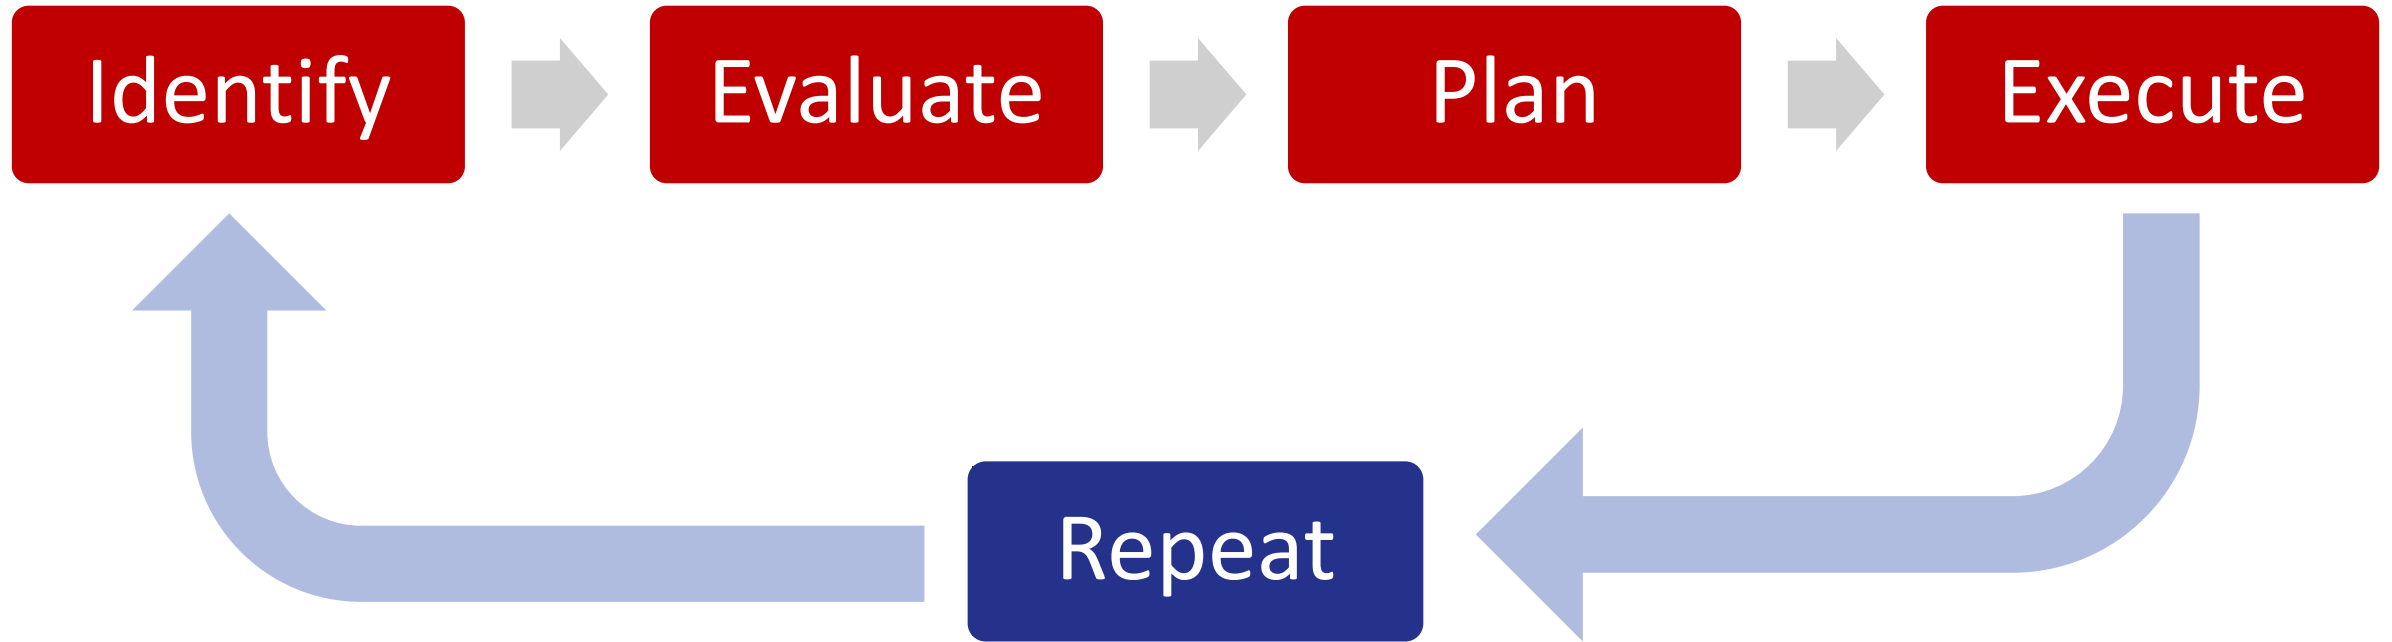 Identify
Evaluate
Plan
Execute
Repeat